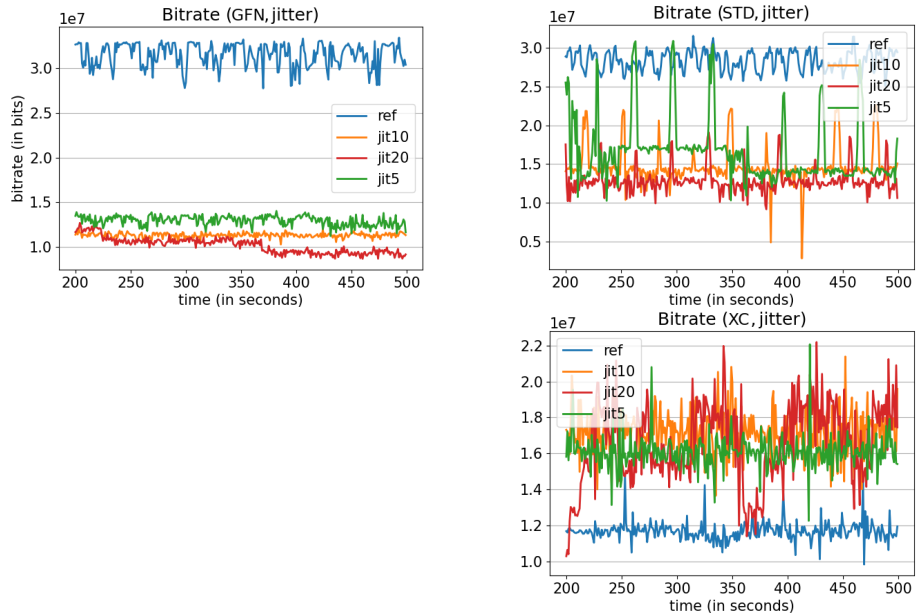 Bitrate (GFN, jitter)
1e7
3.0
2.5
2.0
1.5
1.0
bitrate (in bits)
ref
jit10
jit20
jit5
200 250 300 350 400 450 500
time (in seconds)
Bitrate (STD, jitter)
1e7
3.0
2.5
2.0
1.5
1.0
0.5
ref
jit10
jit20
jit5
200 250 300 350 400 450 500
time (in seconds)
Bitrate (XC, jitter)
1e7
2.2
2.0
1.8
1.6
1.4
1.2
1.0
ref
jit10
jit20
jit5
200 250 300 350 400 450 500
time (in seconds)